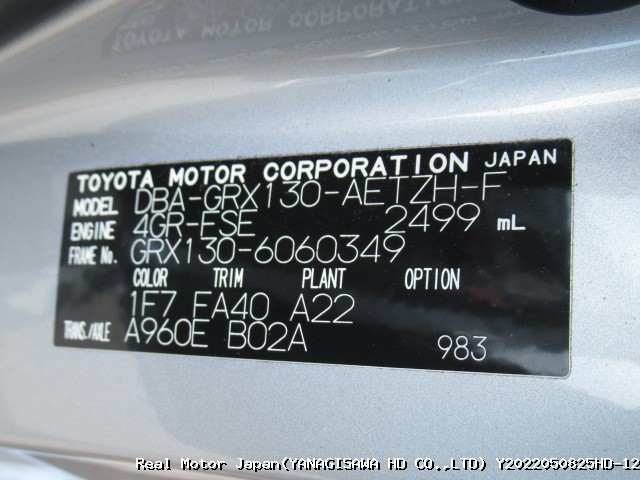 TOYOTA MOTOR CORPORATION JAPAN
MODEL DBA-GRX130-AETZH-F
ENGINE 4GR-FSE 2499 mL
FRAME No. GRX130-6060349
COLOR TRIM PLANT OPTION
1F7 FA40 A22
TRANS./AXLE A960E B02A
983
Real Motor Japan(YANAGISAWA HD CO.,LTD) Y2022050825HD-12